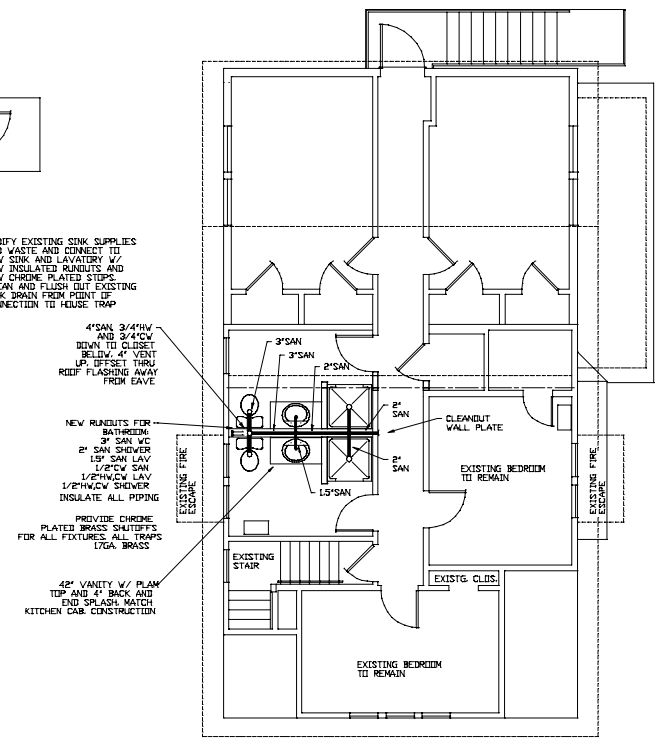 EXISTING SINK SUPPLIES
WASTE AND CONNECT TO
SINK AND LAVATORY W/
INSULATED RUNOUTS AND
CHROME PLATED STOPS.
AND FLUSH OUT EXISTING
DRAIN FROM POINT OF
TO HOUSE TRAP
4"SAN, 3/4"HW
AND 3/4"CW
DOWN TO CLOSET
BELOW, 4" VENT
UP, OFFSET THRU
ROOF FLASHING AWAY
FROM EAVE
3"SAN
3"SAN
2"SAN
2"
SAN
CLEANOUT
WALL PLATE
2"
SAN
1.5"SAN
NEW RUNOUTS FOR
BATHROOM:
3" SAN WC
2" SAN SHOWER
1.5" SAN LAV
1/2"CW SAN
1/2"HW,CW LAV
1/2"HW,CW SHOWER
INSULATE ALL PIPING
PROVIDE CHROME
PLATED BRASS SHUTOFFS
FOR ALL FIXTURES. ALL TRAPS
17GA. BRASS
42" VANITY W/ PLAM
TOP AND 4" BACK AND
END SPLASH, MATCH
KITCHEN CAB. CONSTRUCTION
EXISTING FIRE
ESCAPE
EXISTING BEDROOM
TO REMAIN
EXISTING FIRE
ESCAPE
EXISTING
STAIR
EXISTG. CLOS.
EXISTING BEDROOM
TO REMAIN